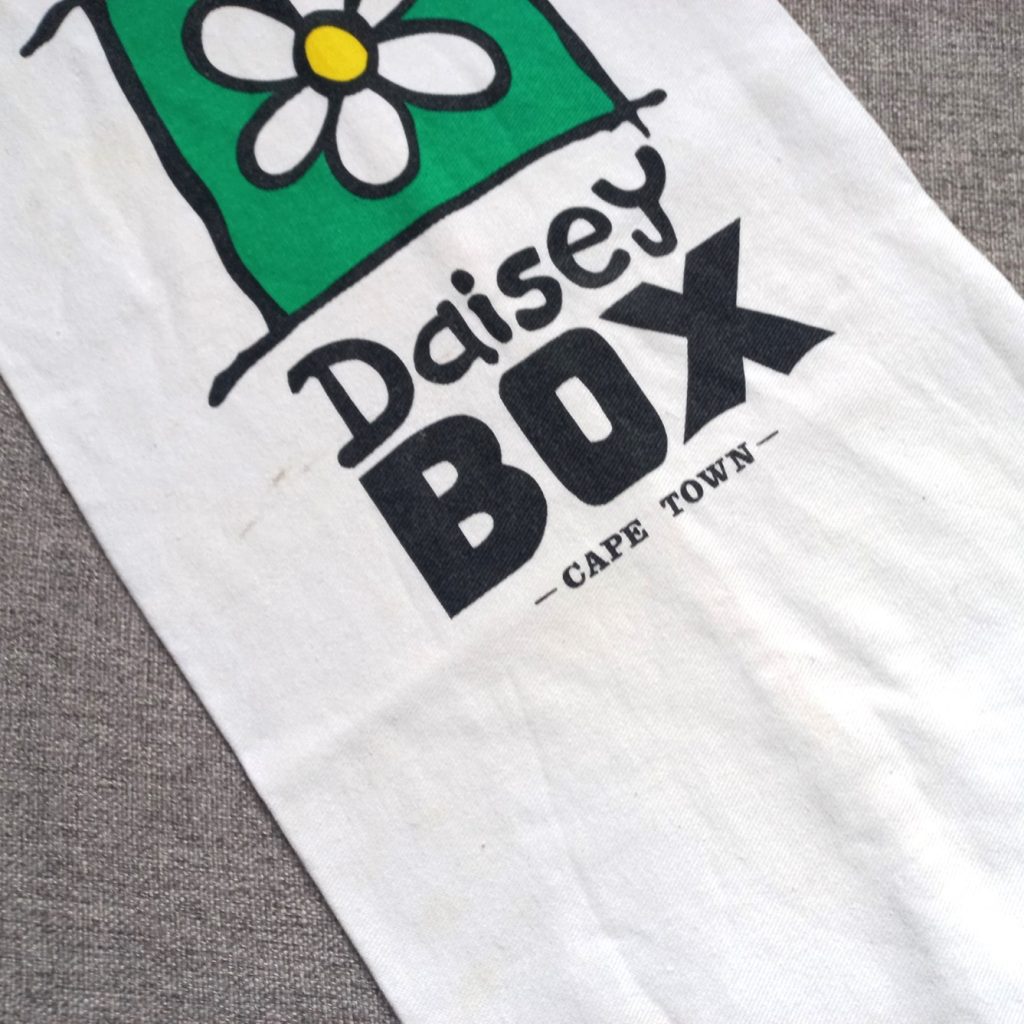 Daisey
BOX
— CAPE TOWN —